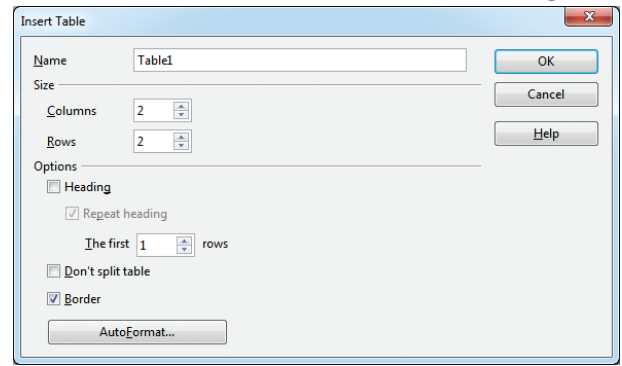 Insert Table
Name Table1 OK
Size
Cancel
Columns 2
Rows 2 Help
Options
Heading
Repeat heading
The first 1 rows
Don't split table
Border
AutoFormat...